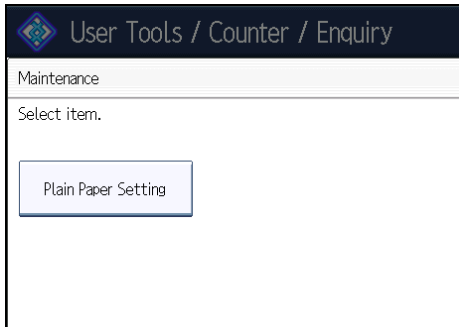 User Tools / Counter / Enquiry
Maintenance
Select item.
Plain Paper Setting